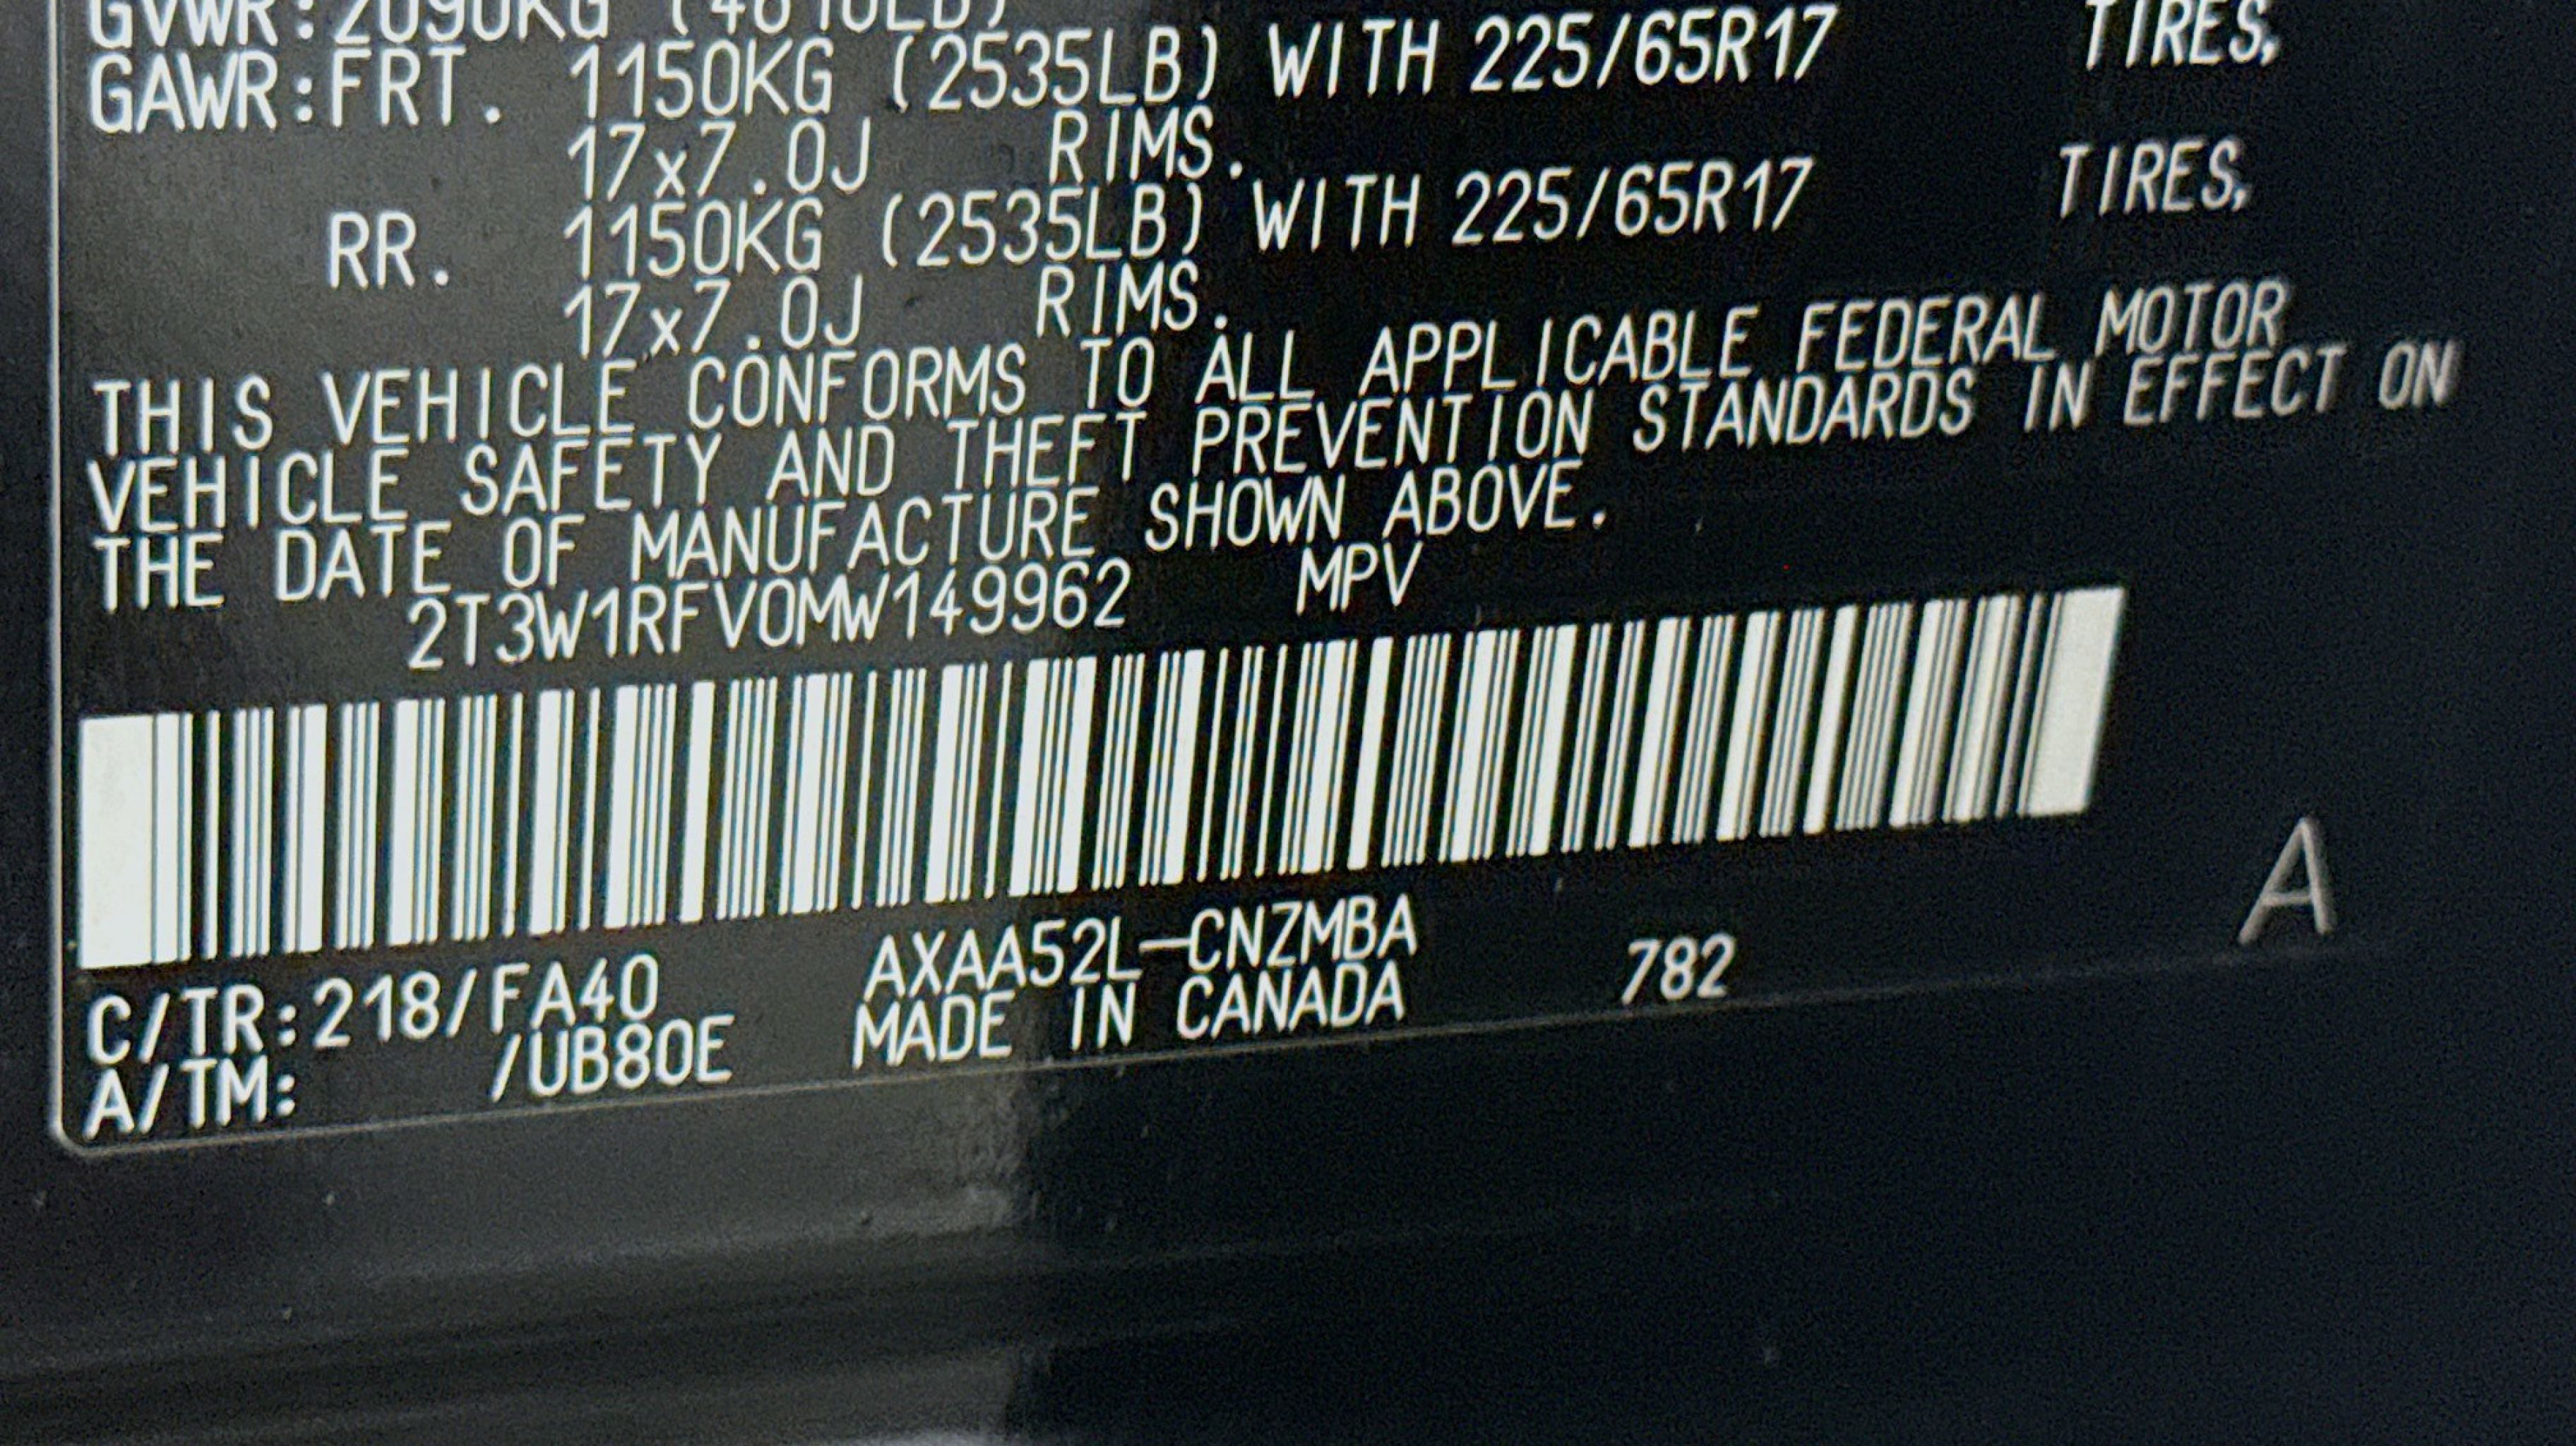 GVWR:2090KG (4610LB)
GAWR:FRT. 1150KG (2535LB) WITH 225/65R17 TIRES,
17x7.0J RIMS.
RR. 1150KG (2535LB) WITH 225/65R17 TIRES,
17x7.0J RIMS.
THIS VEHICLE CONFORMS TO ALL APPLICABLE FEDERAL MOTOR
VEHICLE SAFETY AND THEFT PREVENTION STANDARDS IN EFFECT ON
THE DATE OF MANUFACTURE SHOWN ABOVE.
2T3W1RFV0MW149962 MPV
C/TR:218/FA40 AXAA52L-CNZMBA 782 A
A/TM: /UB80E MADE IN CANADA